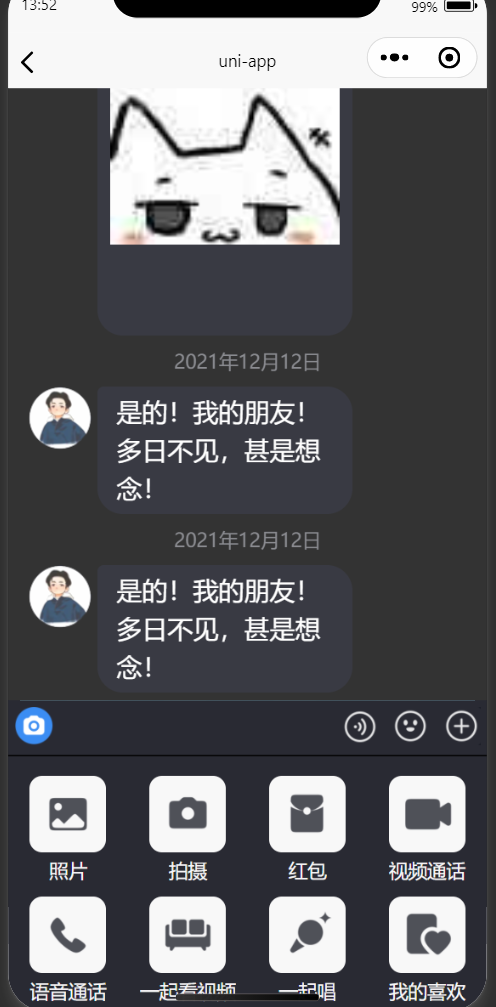 13:52
99%
uni-app
2021年12月12日
是的！我的朋友！
多日不见，甚是想
念！
2021年12月12日
是的！我的朋友！
多日不见，甚是想
念！
照片 拍摄 红包 视频通话
语音通话 一起看视频 一起唱 我的喜欢